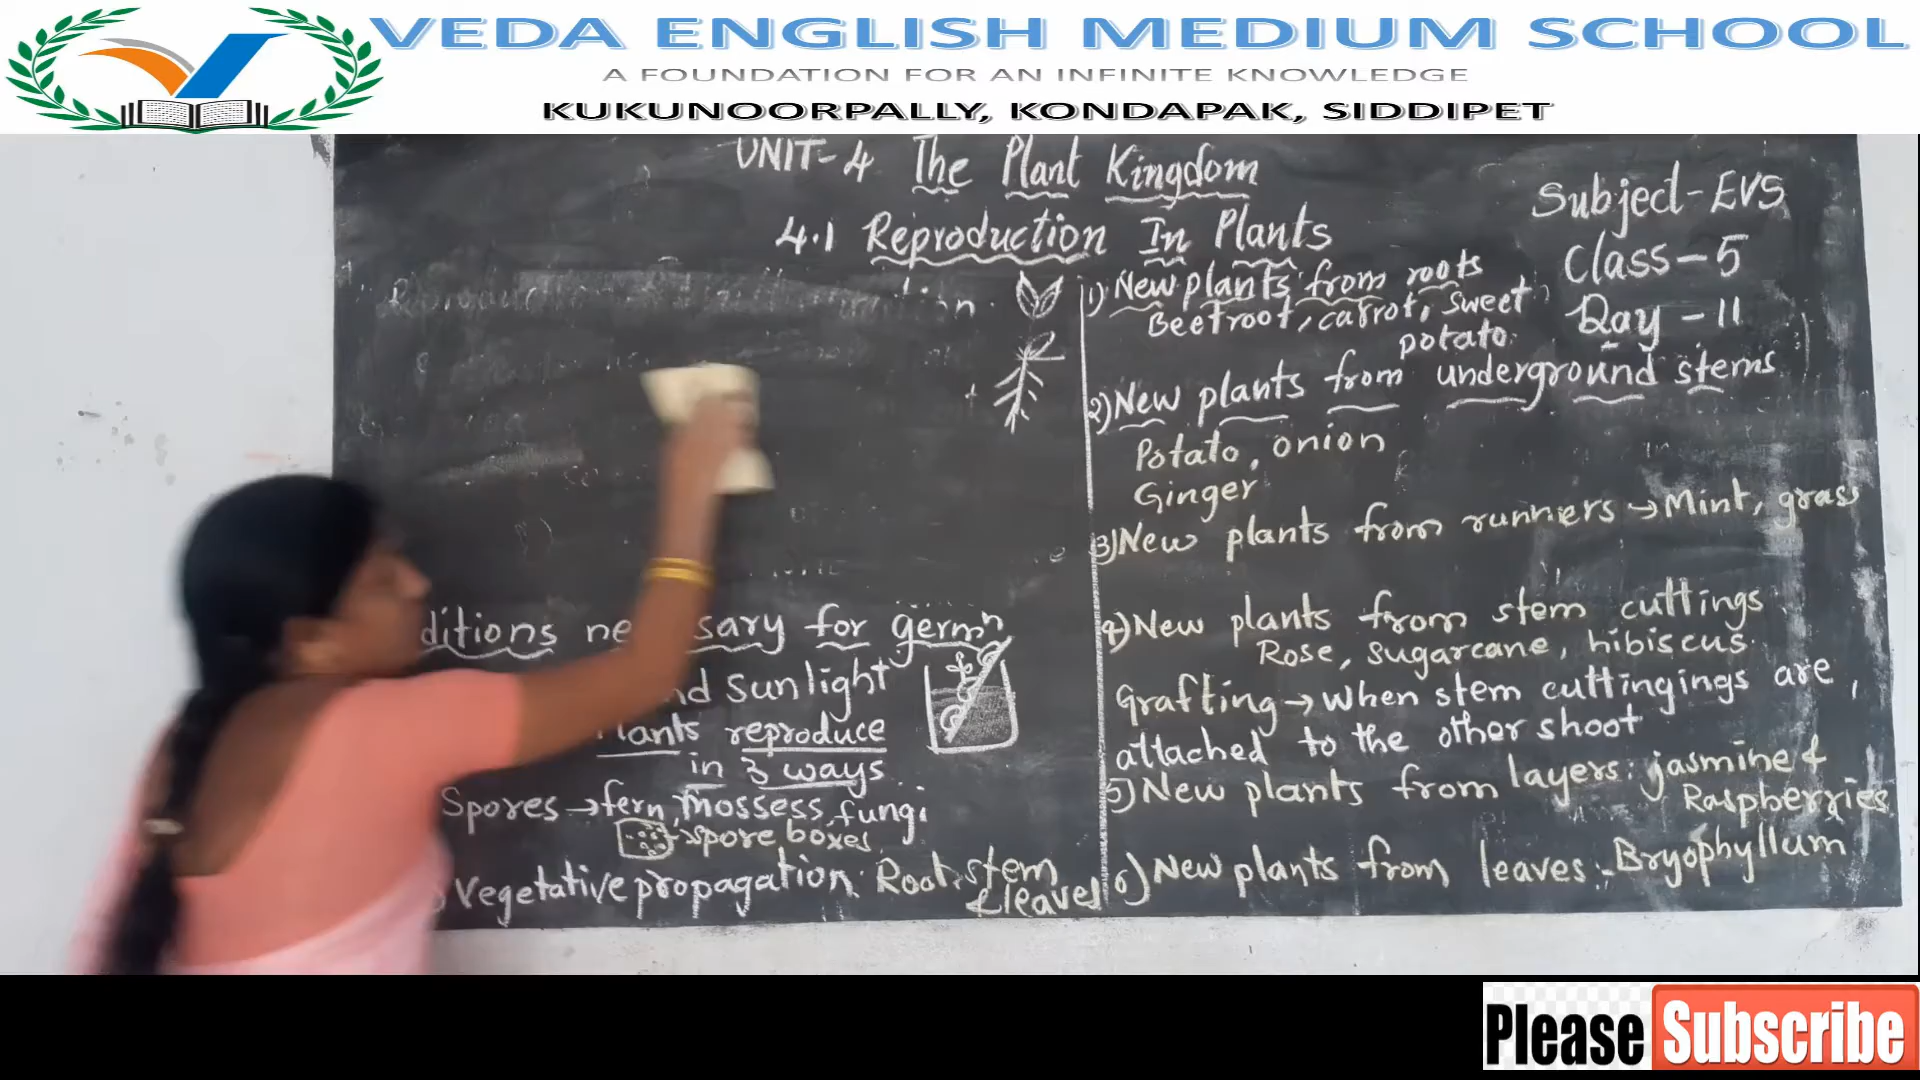 VEDA ENGLISH MEDIUM SCHOOL
A FOUNDATION FOR AN INFINITE KNOWLEDGE
KUKUNOORPALLY, KONDAPAK, SIDDIPET
UNIT-4 The Plant Kingdom
4.1 Reproduction In Plants
Subject-EVS
Class-5
Day-11
ditions necessary for germn
nd sunlight
lants reproduce
in 3 ways
Spores → fern, mossess, fungi
spore boxes
Vegetative propagation: Root, stem
& leaves
1) New plants from roots
Beetroot, carrot, sweet
potato.
2) New plants from underground stems
Potato, onion
Ginger
3) New plants from runners → Mint, grass
4) New plants from stem cuttings
Rose, sugarcane, hibiscus.
Grafting → When stem cuttingings are
attached to the other shoot
5) New plants from layers: jasmine &
Raspberries
6) New plants from leaves:- Bryophyllum
Please Subscribe